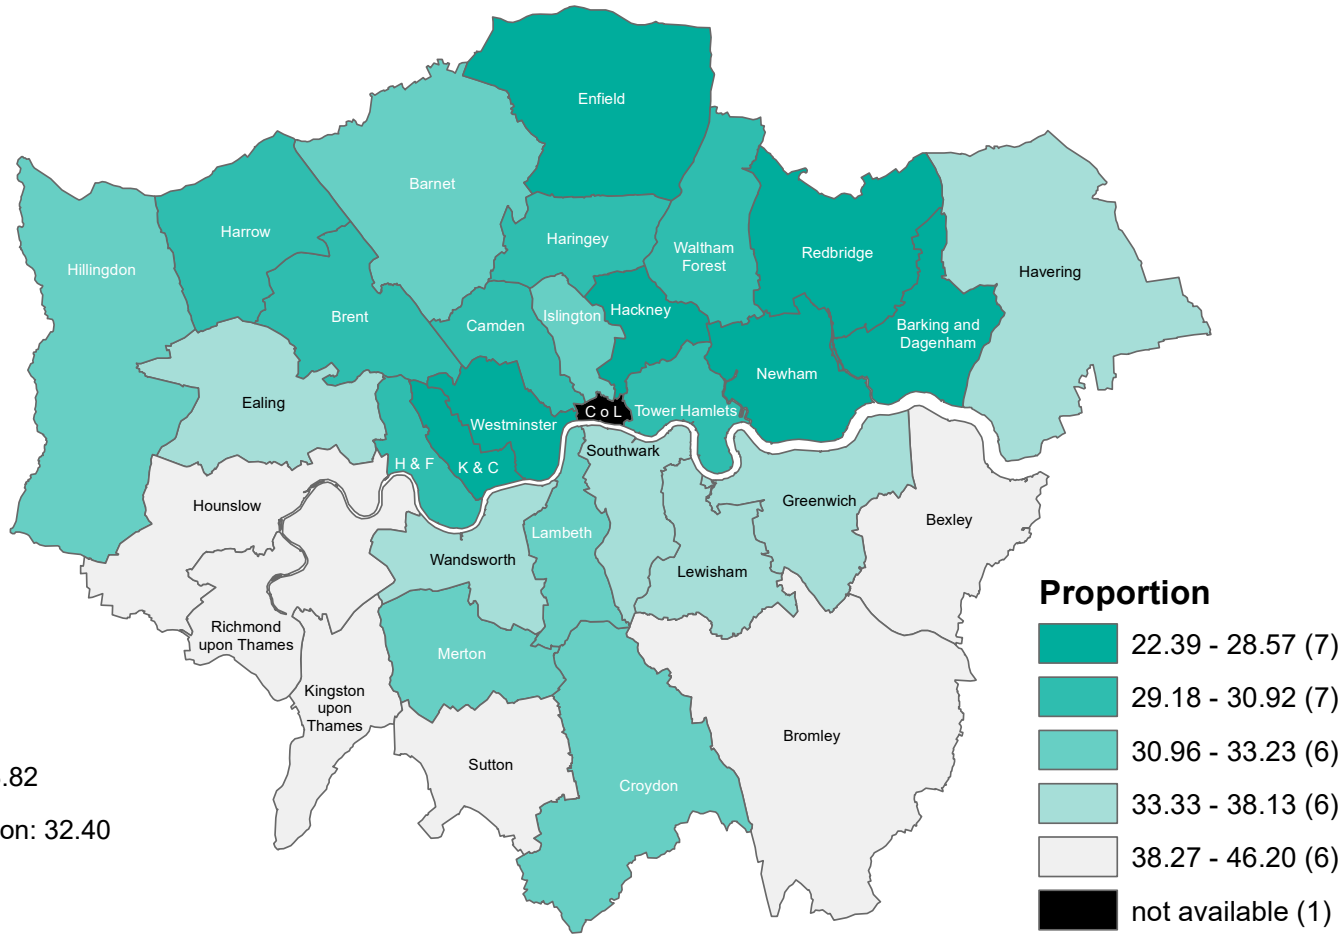 Enfield
Barnet
Harrow
Haringey
Waltham
Forest
Redbridge
Havering
Hillingdon
Brent
Camden
Islington
Hackney
Barking and
Dagenham
Newham
Ealing
Westminster
C o L
Tower Hamlets
H & F
K & C
Southwark
Hounslow
Greenwich
Bexley
Wandsworth
Lambeth
Lewisham
Richmond
upon Thames
Merton
Kingston
upon
Thames
Sutton
Croydon
Bromley
.82
on: 32.40
Proportion
22.39 - 28.57 (7)
29.18 - 30.92 (7)
30.96 - 33.23 (6)
33.33 - 38.13 (6)
38.27 - 46.20 (6)
not available (1)